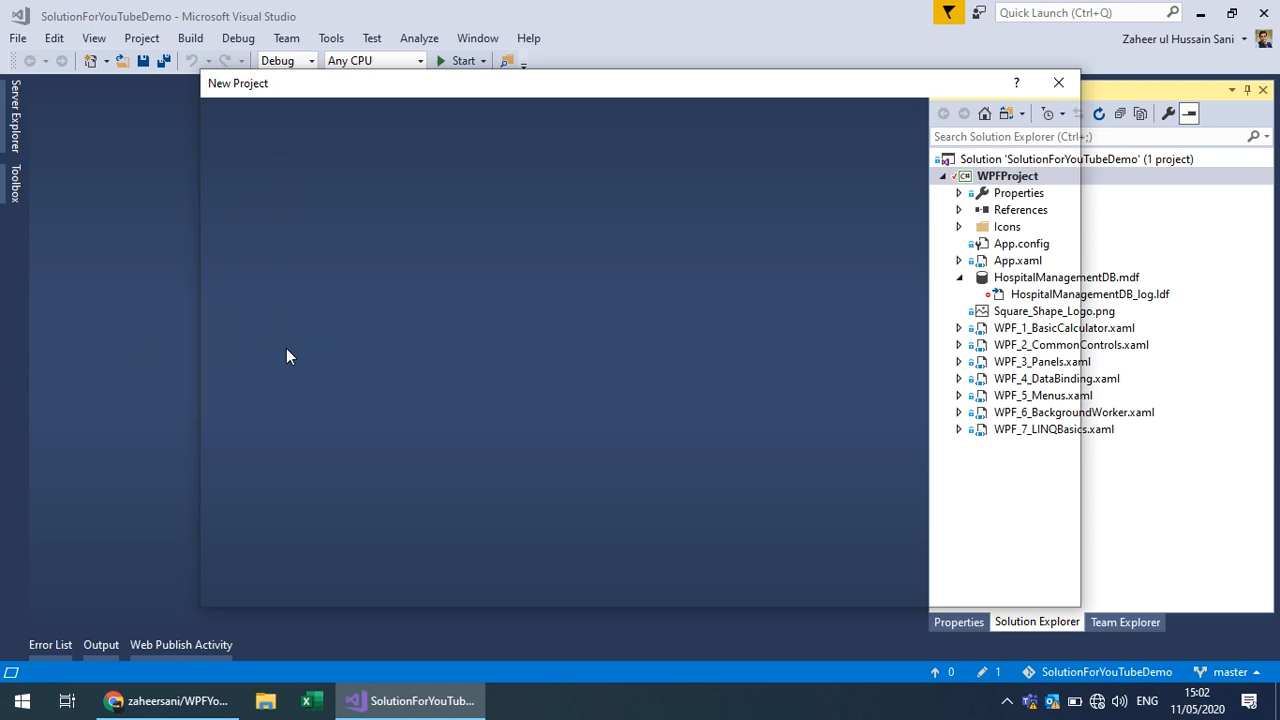 SolutionForYouTubeDemo - Microsoft Visual Studio
Quick Launch (Ctrl+Q)
File Edit View Project Build Debug Team Tools Test Analyze Window Help
Zaheer ul Hussain Sani
Debug Any CPU Start
New Project
?
Server Explorer
Toolbox
Search Solution Explorer (Ctrl+;)
Solution 'SolutionForYouTubeDemo' (1 project)
C# WPFProject
Properties
References
Icons
App.config
App.xaml
HospitalManagementDB.mdf
HospitalManagementDB_log.ldf
Square_Shape_Logo.png
WPF_1_BasicCalculator.xaml
WPF_2_CommonControls.xaml
WPF_3_Panels.xaml
WPF_4_DataBinding.xaml
WPF_5_Menus.xaml
WPF_6_BackgroundWorker.xaml
WPF_7_LINQBasics.xaml
Properties Solution Explorer Team Explorer
Error List Output Web Publish Activity
0 1 SolutionForYouTubeDemo master
zaheersani/WPFYo... SolutionForYouTub... ENG
15:02
11/05/2020